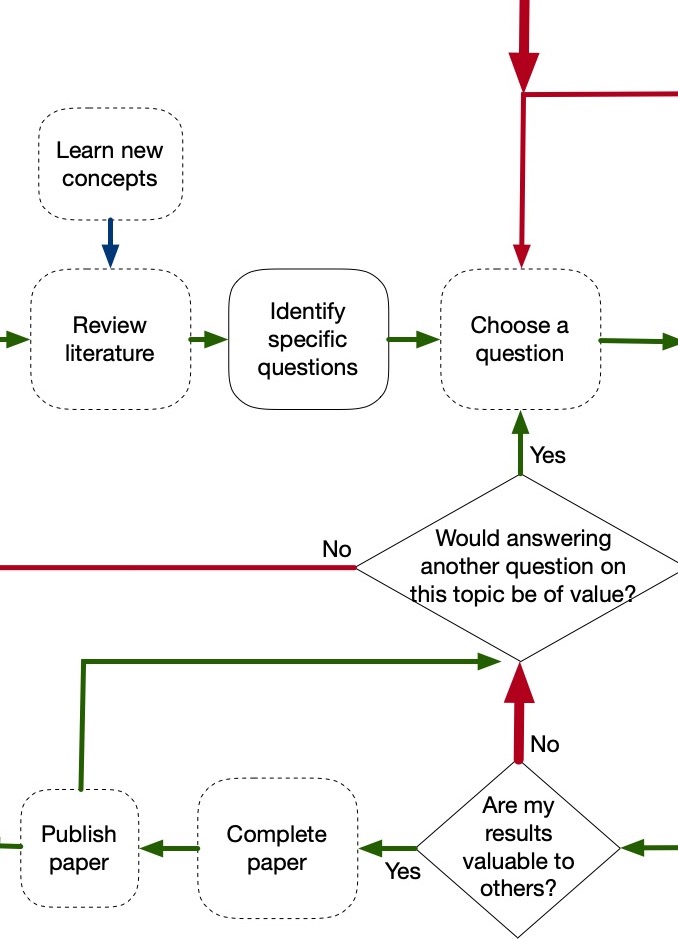 Learn new
concepts
Review
literature
Identify
specific
questions
Choose a
question
Yes
No
Would answering
another question on
this topic be of value?
No
Are my
results
valuable to
others?
Yes
Complete
paper
Publish
paper